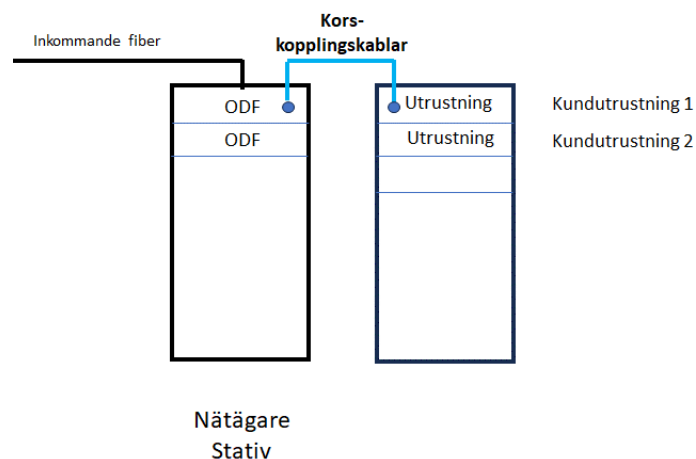 Kors-
kopplingskablar
Inkommande fiber
ODF
Utrustning
Kundutrustning 1
ODF
Utrustning
Kundutrustning 2
Nätägare
Stativ